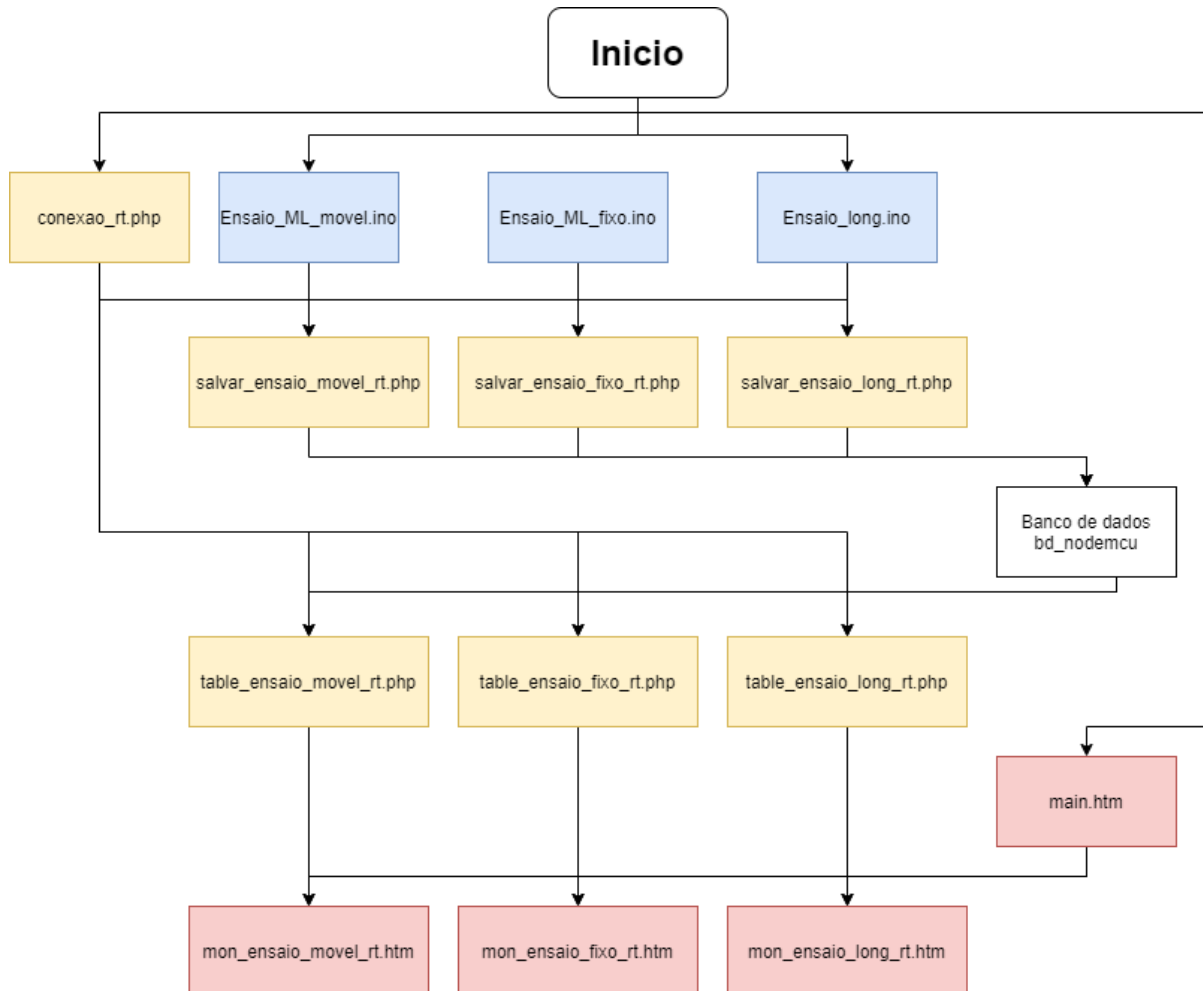 Inicio
conexao_rt.php
Ensaio_ML_movel.ino
Ensaio_ML_fixo.ino
Ensaio_long.ino
salvar_ensaio_movel_rt.php
salvar_ensaio_fixo_rt.php
salvar_ensaio_long_rt.php
Banco de dados
bd_nodemcu
table_ensaio_movel_rt.php
table_ensaio_fixo_rt.php
table_ensaio_long_rt.php
main.htm
mon_ensaio_movel_rt.htm
mon_ensaio_fixo_rt.htm
mon_ensaio_long_rt.htm